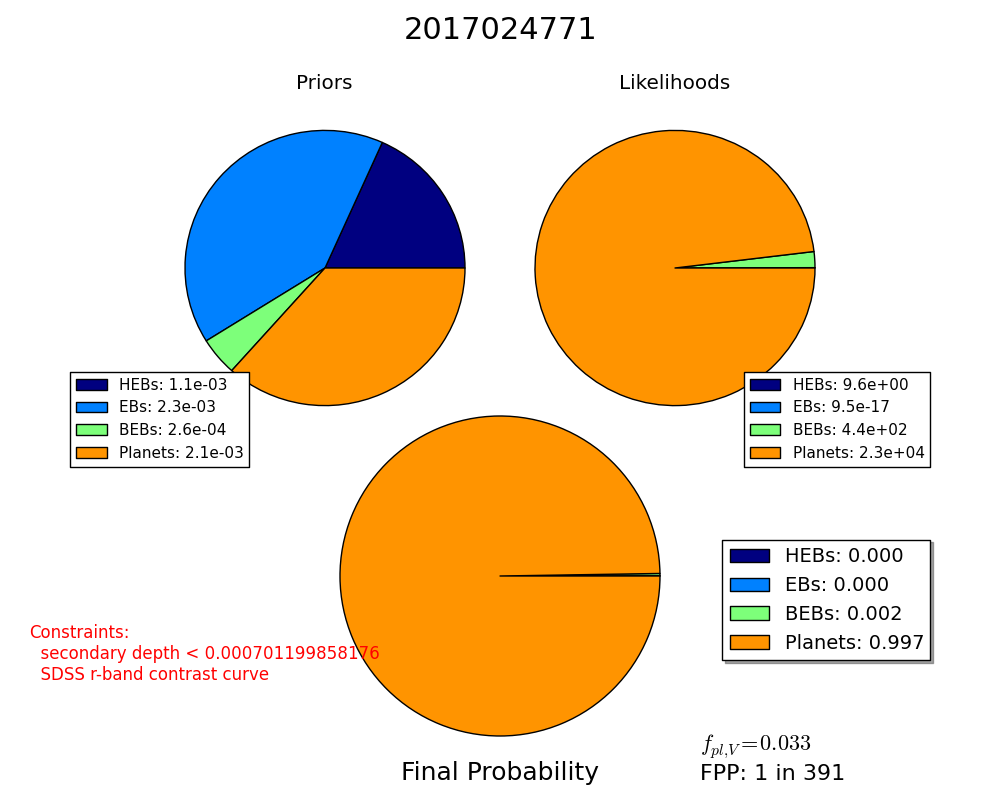 2017024771
Priors
Likelihoods
HEBs: 1.1e-03
EBs: 2.3e-03
BEBs: 2.6e-04
Planets: 2.1e-03
HEBs: 9.6e+00
EBs: 9.5e-17
BEBs: 4.4e+02
Planets: 2.3e+04
HEBs: 0.000
EBs: 0.000
BEBs: 0.002
Planets: 0.997
Constraints:
secondary depth < 0.000701199858176
SDSS r-band contrast curve
f_{pl,V}=0.033
Final Probability
FPP: 1 in 391